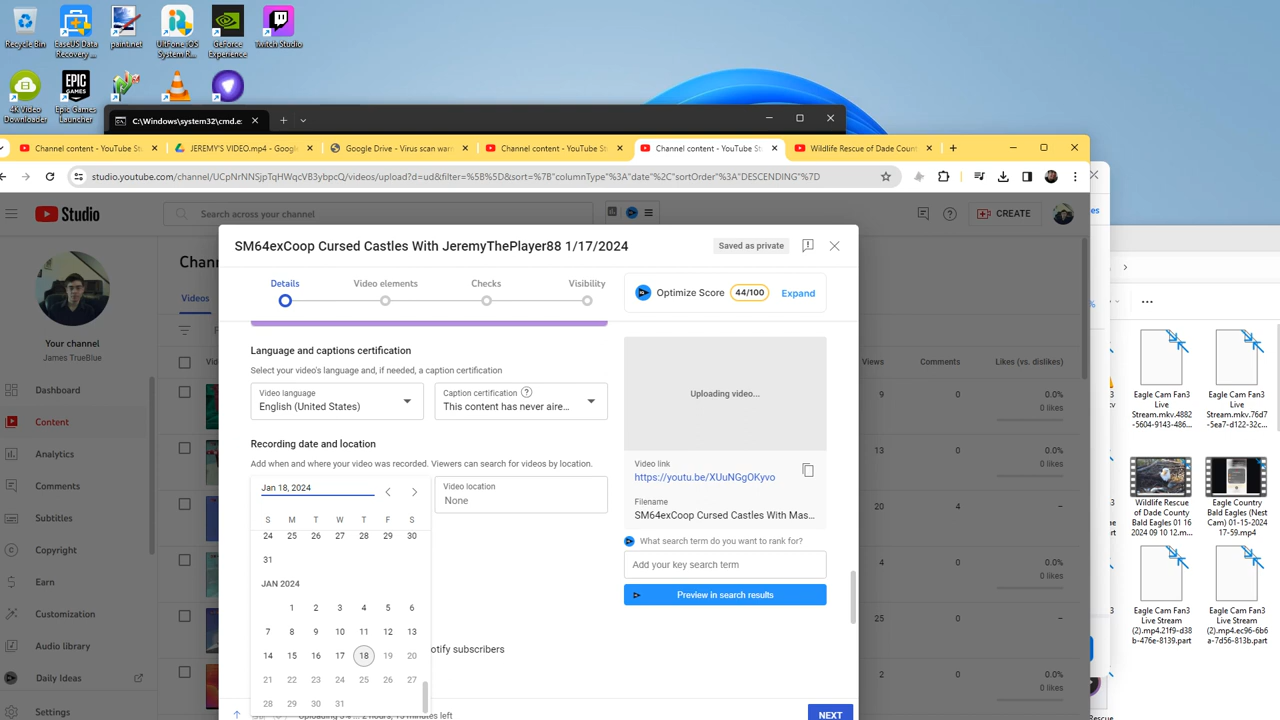 Recycle Bin
EaseUS Data
Recovery ...
paint.net
UltFone iOS
System R...
GeForce
Experience
Twitch Studio
4K Video
Downloader
Epic Games
Launcher
C:\Windows\system32\cmd.e:
Channel content - YouTube St
JEREMY'S VIDEO.mp4 - Google
Google Drive - Virus scan warn
Channel content - YouTube St
Channel content - YouTube St
Wildlife Rescue of Dade Count
studio.youtube.com/channel/UCpNrNNSjpTqHWqcVB3ybpcQ/videos/upload?d=ud&filter=%5B%5D&sort=%7B"columnType"%3A"date"%2C"sortOrder"%3A"DESCENDING"%7D
Studio
Search across your channel
CREATE
SM64exCoop Cursed Castles With JeremyThePlayer88 1/17/2024
Saved as private
Details
Video elements
Checks
Visibility
Optimize Score
44/100
Expand
Language and captions certification
Select your video's language and, if needed, a caption certification
Video language
English (United States)
Caption certification
This content has never aire...
Recording date and location
Add when and where your video was recorded. Viewers can search for videos by location.
Jan 18, 2024
Video location
None
S M T W T F S
24 25 26 27 28 29 30
31
JAN 2024
1 2 3 4 5 6
7 8 9 10 11 12 13
14 15 16 17 18 19 20
21 22 23 24 25 26 27
28 29 30 31
otify subscribers
2 hours, 15 minutes left
NEXT
Uploading video...
Video link
https://youtu.be/XUuNGgOKyvo
Filename
SM64exCoop Cursed Castles With Mas...
What search term do you want to rank for?
Add your key search term
Preview in search results
Your channel
James TrueBlue
Dashboard
Content
Analytics
Comments
Subtitles
Copyright
Earn
Customization
Audio library
Daily Ideas
Settings
Chann
Videos
Vid
Views
Comments
Likes (vs. dislikes)
9 0 0.0%
0 likes
13 0 –
20 4 –
4 0 0.0%
0 likes
25 0 –
7 0 0.0%
0 likes
es
%
Eagle Cam Fan3
Live
Stream.mkv.4882
-5604-9143-486...
Eagle Cam Fan3
Live
Stream.mkv.76d7
-5ea7-d122-32c...
Wildlife Rescue
of Dade County
Bald Eagles 01 16
2024 09 10 12.m...
Eagle Country
Bald Eagles (Nest
Cam) 01-15-2024
17-59.mp4
Eagle Cam Fan3
Live Stream
(2).mp4.21f9-d38
b-476e-8139.part
Eagle Cam Fan3
Live Stream
(2).mp4.ec96-6b6
a-7d56-813b.part